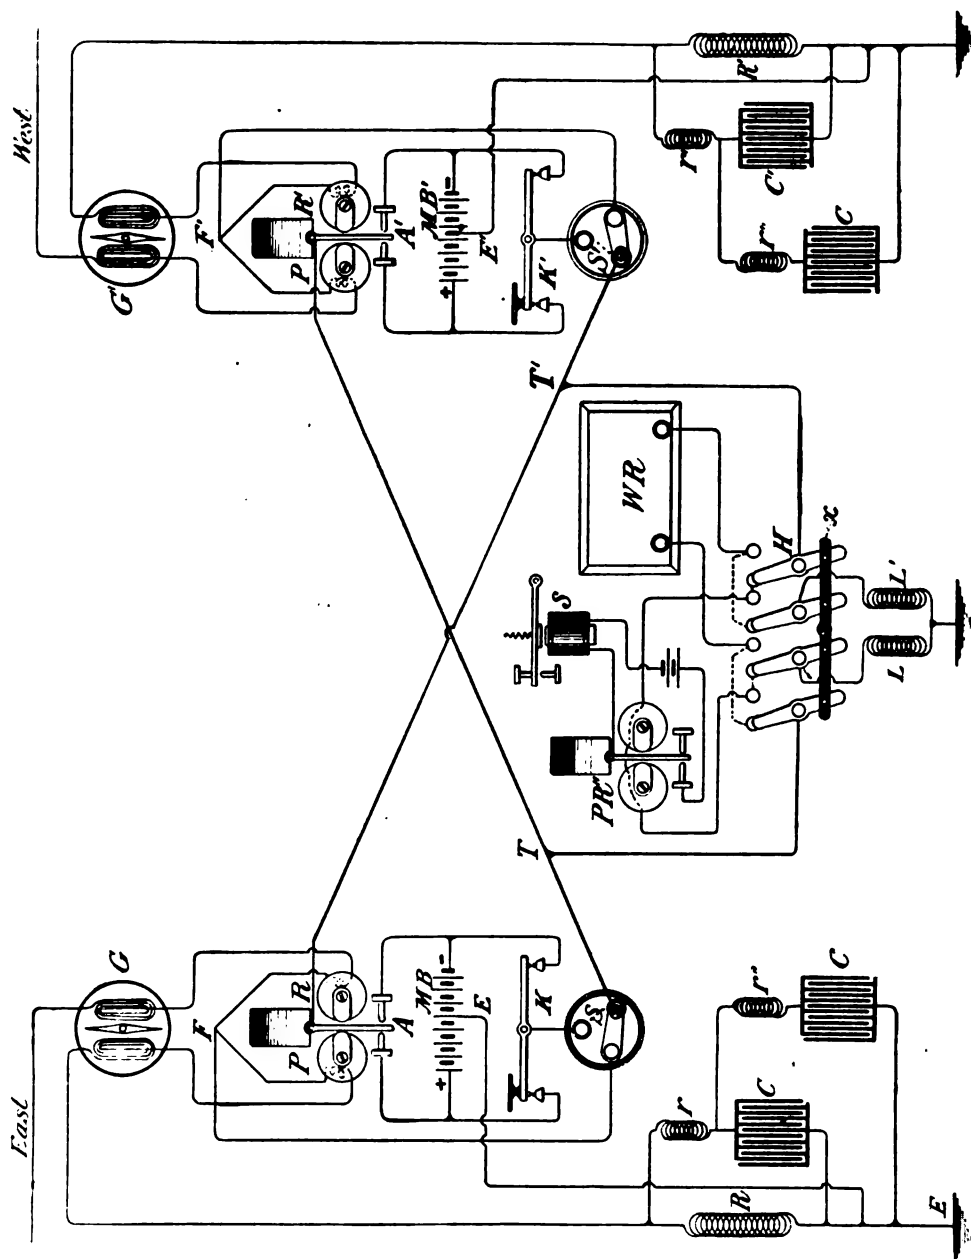 West
G"
F'
P
R'
A'
+
MB'
-
E"
K'
S'
R'
r"
C"
r"
C
T'
WR
H
x
S
PR"
L
L'
T
East
G
F
P
R
A
+
MB
-
E
K
S
r
C
r"
C
R
E